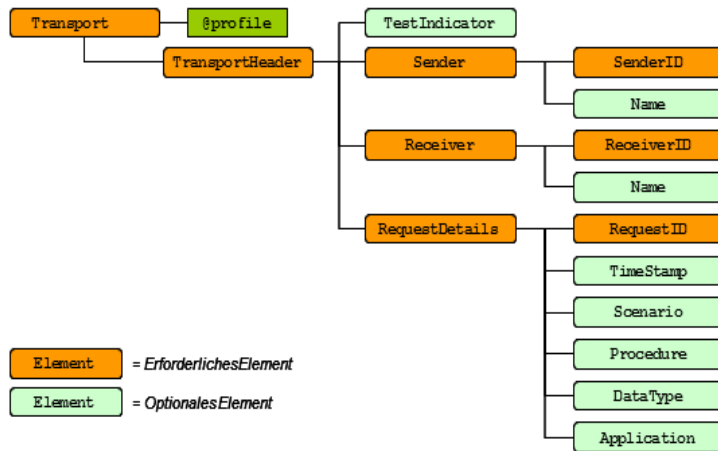 Transport @profile TestIndicator
TransportHeader Sender SenderID
Name
Receiver ReceiverID
Name
RequestDetails RequestID
TimeStamp
Scenario
Element = ErforderlichesElement Procedure
Element = OptionalesElement DataType
Application